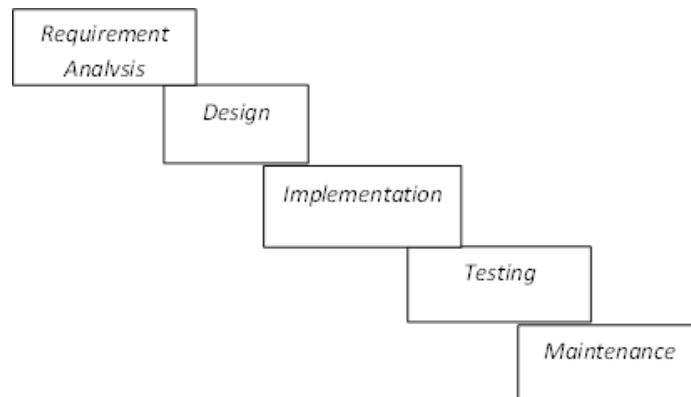 Requirement
Analysis
Design
Implementation
Testing
Maintenance